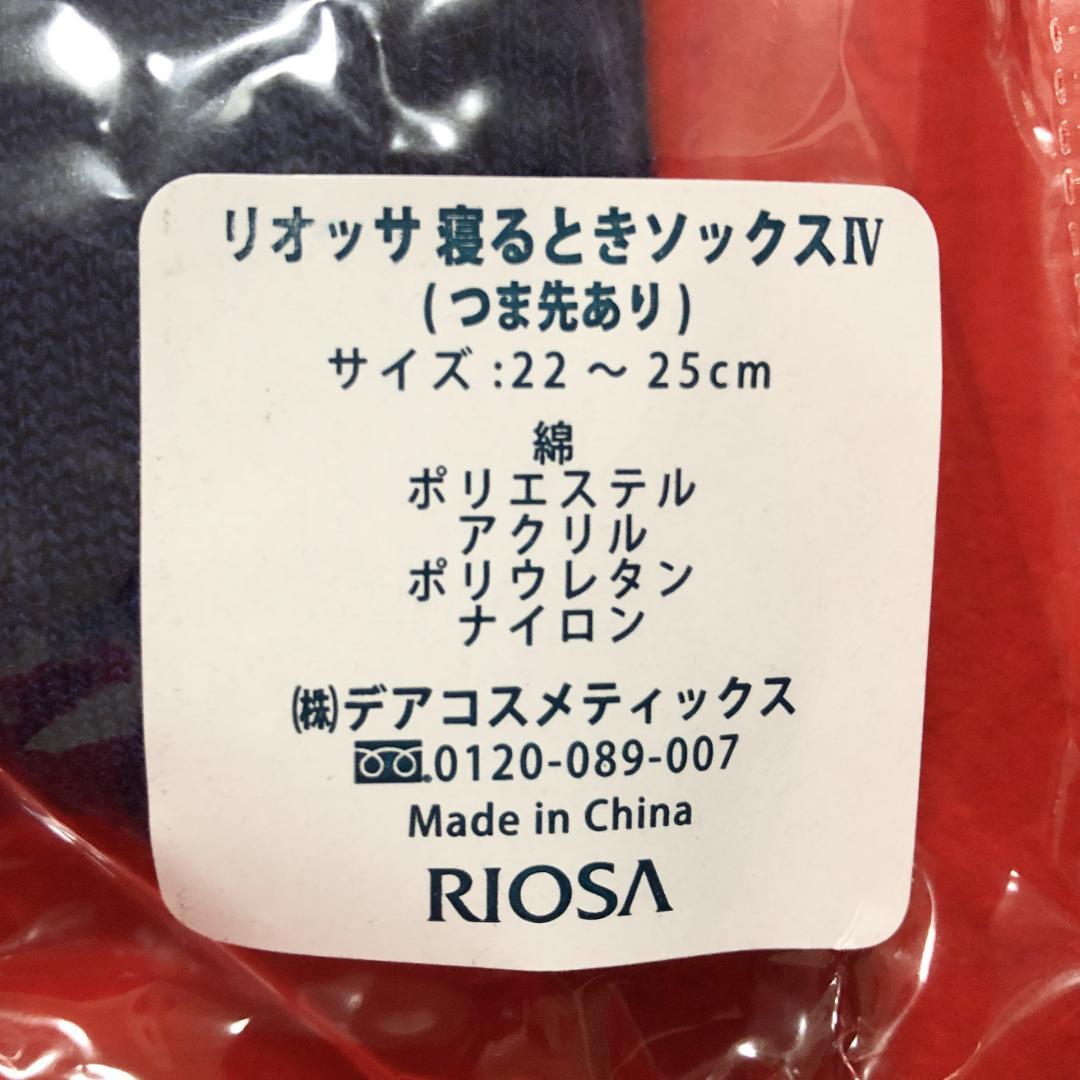 リオッサ 寝るときソックスⅣ
(つま先あり)
サイズ:22 ～ 25cm
綿
ポリエステル
アクリル
ポリウレタン
ナイロン
㈱デアコスメティックス
0120-089-007
Made in China
RIOSA